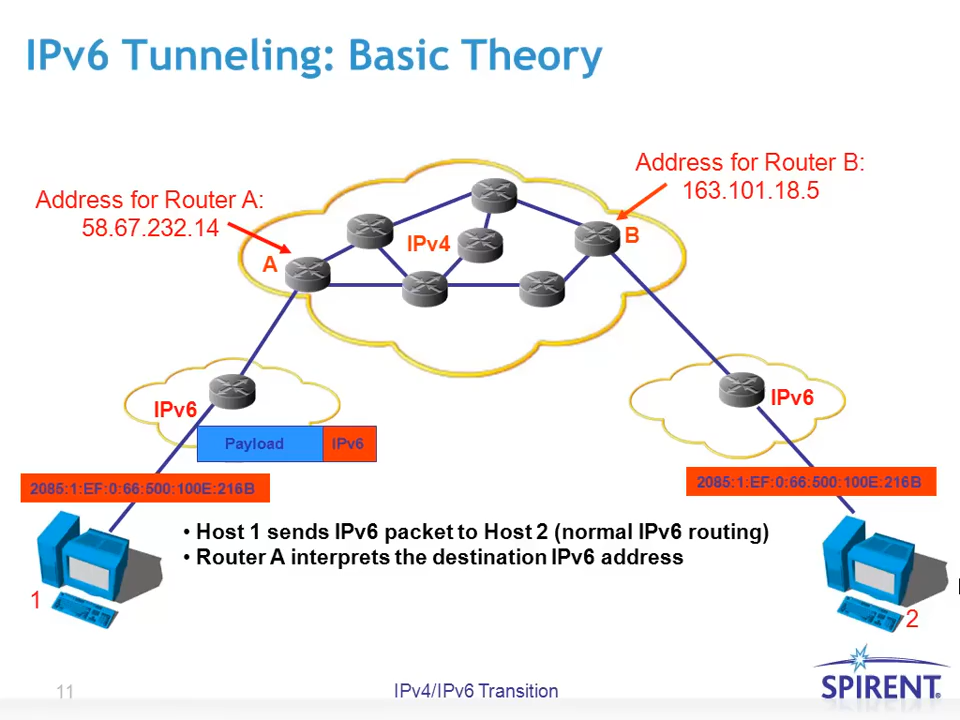 IPv6 Tunneling: Basic Theory
Address for Router B:
163.101.18.5
Address for Router A:
58.67.232.14
IPv4
B
A
IPv6
IPv6
Payload IPv6
2085:1:EF:0:66:500:100E:216B
2085:1:EF:0:66:500:100E:216B
• Host 1 sends IPv6 packet to Host 2 (normal IPv6 routing)
• Router A interprets the destination IPv6 address
1
2
11
IPv4/IPv6 Transition
SPIRENT®